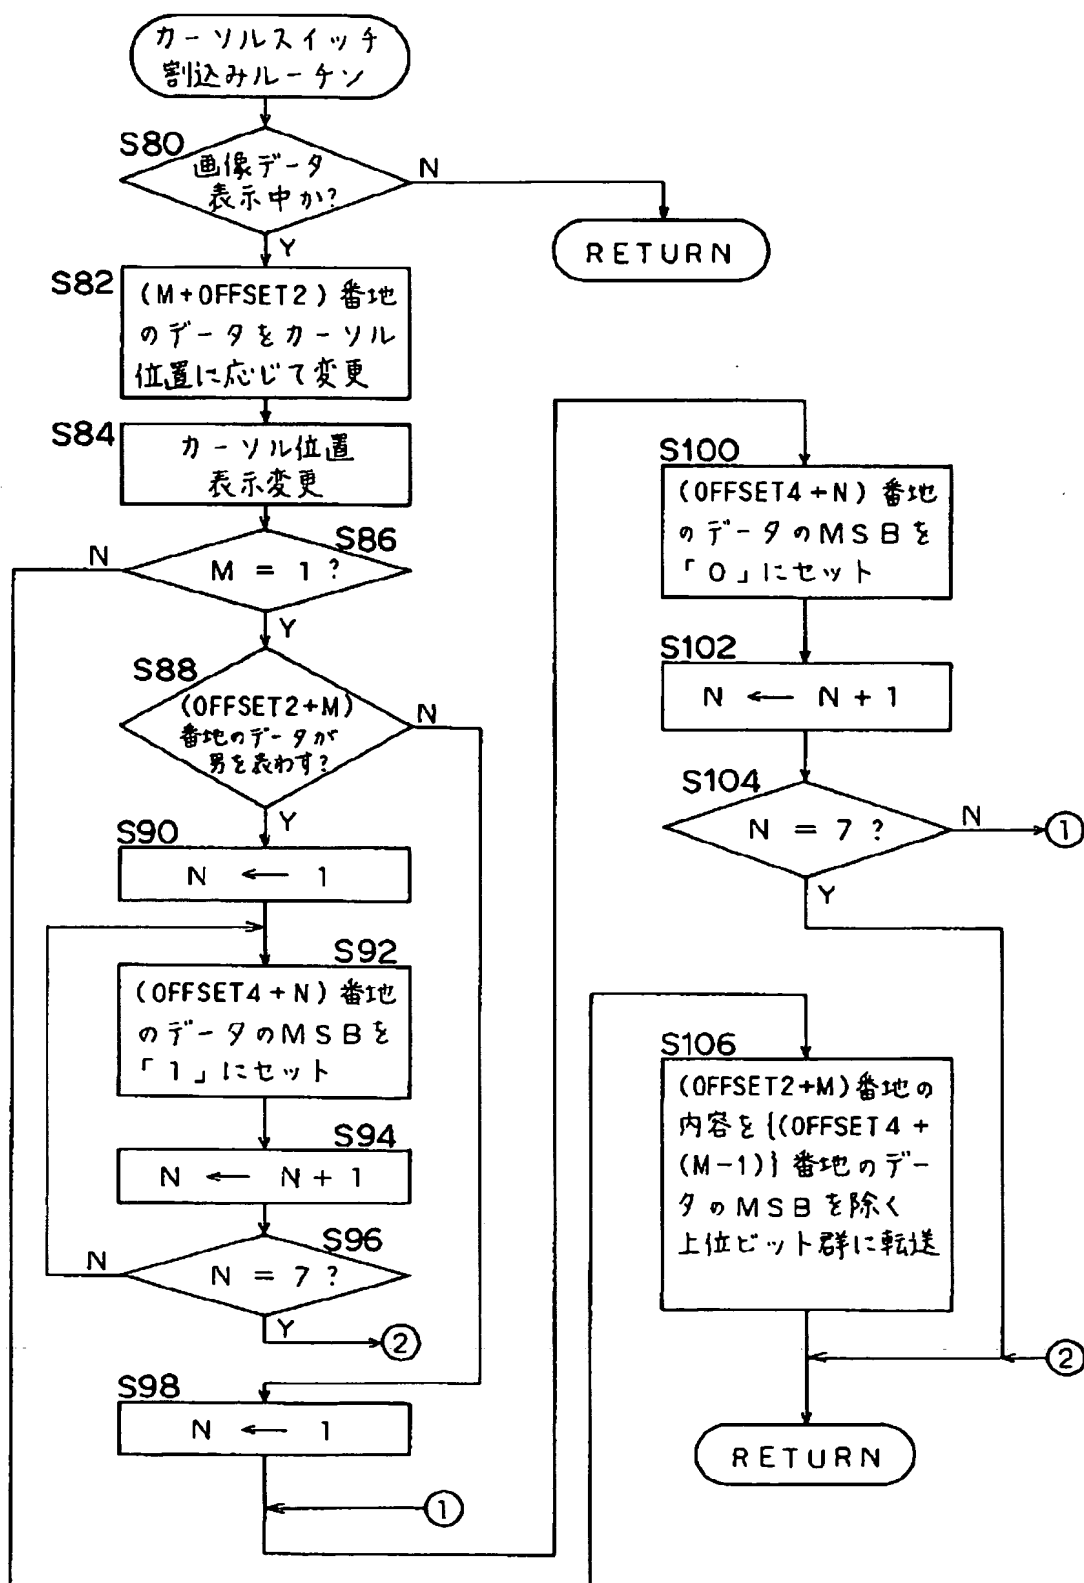 カーソルスイッチ
割込みルーチン
S80
画像データ
表示中か?
N
Y
RETURN
S82
(M+OFFSET2)番地
のデータをカーソル
位置に応じて変更
S84
カーソル位置
表示変更
S86
M = 1 ?
N
Y
S88
(OFFSET2+M)
番地のデータが
男を表わす?
N
Y
S90
N ← 1
S92
(OFFSET4+N)番地
のデータのMSBを
「1」にセット
S94
N ← N+1
S96
N = 7 ?
N
Y
②
S98
N ← 1
①
S100
(OFFSET4+N)番地
のデータのMSBを
「0」にセット
S102
N ← N+1
S104
N = 7 ?
N
①
Y
S106
(OFFSET2+M)番地の
内容を{(OFFSET4+
(M-1)}番地のデー
タのMSBを除く
上位ビット群に転送
②
RETURN